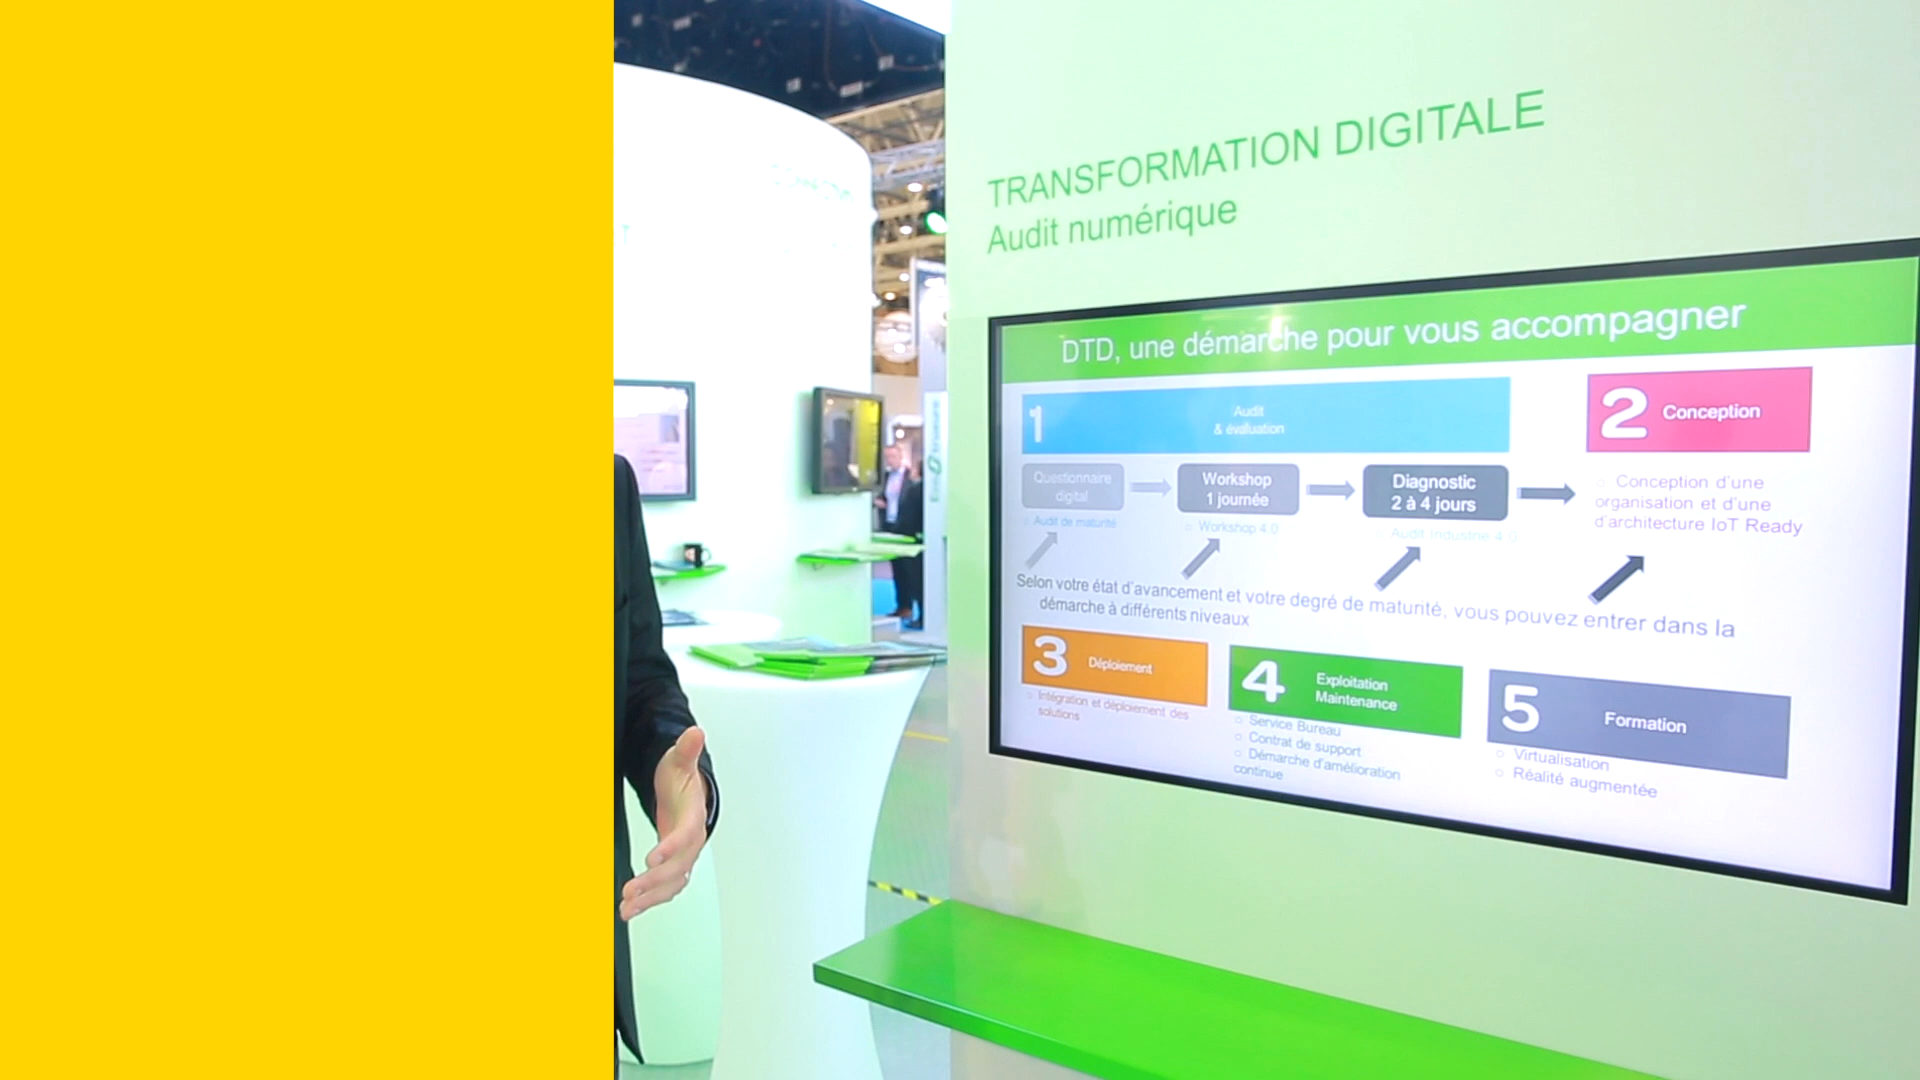 TRANSFORMATION DIGITALE
Audit numérique
DTD, une démarche pour vous accompagner
1
Audit
& évaluation
2
Conception
Questionnaire
digital
Workshop
1 journée
Diagnostic
2 à 4 jours
Audit de maturité
Workshop 4.0
Audit Industrie 4.0
Conception d'une
organisation et d'une
d'architecture IoT Ready
Selon votre état d'avancement et votre degré de maturité, vous pouvez entrer dans la
démarche à différents niveaux
3
Déploiement
Intégration et déploiement des
solutions
4
Exploitation
Maintenance
Service Bureau
Contrat de support
Démarche d'amélioration
continue
5
Formation
Virtualisation
Réalité augmentée